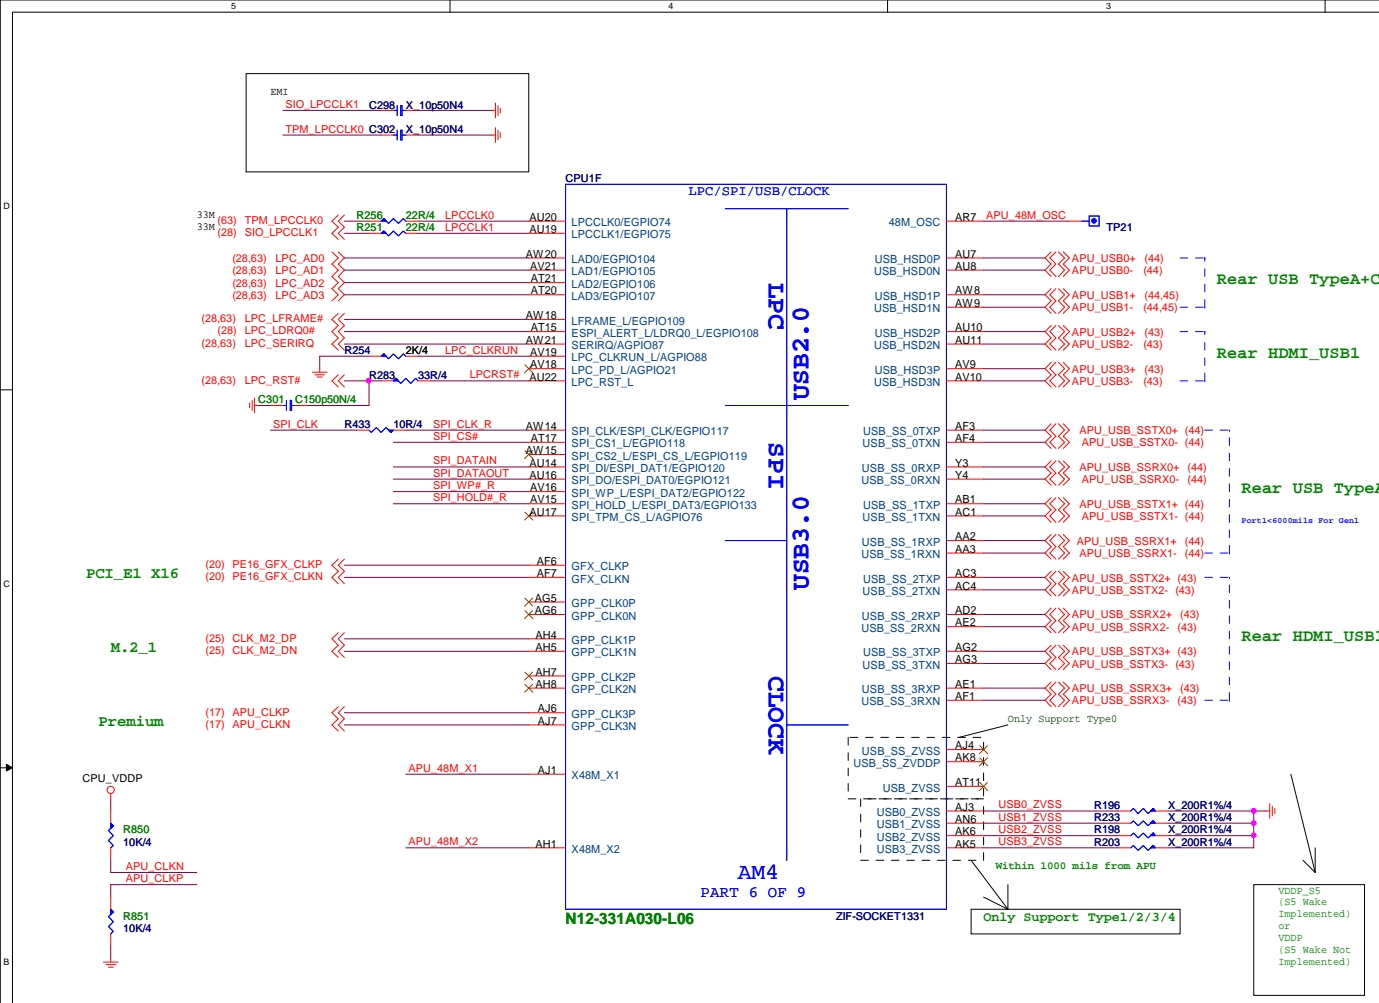 5 4 3
EMI
SIO_LPCCLK1 C298 X_10p50N4
TPM_LPCCLK0 C302 X_10p50N4
CPU1F
LPC/SPI/USB/CLOCK
D
33M (63) TPM_LPCCLK0 R256 22R/4 LPCCLK0 AU20 LPCCLK0/EGPIO74
33M (28) SIO_LPCCLK1 R251 22R/4 LPCCLK1 AU19 LPCCLK1/EGPIO75
(28,63) LPC_AD0 AW20 LAD0/EGPIO104
(28,63) LPC_AD1 AV21 LAD1/EGPIO105
(28,63) LPC_AD2 AT21 LAD2/EGPIO106
(28,63) LPC_AD3 AT20 LAD3/EGPIO107
(28,63) LPC_LFRAME# AW18 LFRAME_L/EGPIO109
(28) LPC_LDRQ0# AT15 ESPI_ALERT_L/LDRQ0_L/EGPIO108
(28,63) LPC_SERIRQ AW21 SERIRQ/AGPIO87
R254 2K/4 LPC_CLKRUN AV19 LPC_CLKRUN_L/AGPIO88
AV18 LPC_PD_L/AGPIO21
(28,63) LPC_RST# R283 33R/4 LPCRST# AU22 LPC_RST_L
C301 C150p50N/4
SPI_CLK R433 10R/4 SPI_CLK_R AW14 SPI_CLK/ESPI_CLK/EGPIO117
SPI_CS# AT17 SPI_CS1_L/EGPIO118
AW15 SPI_CS2_L/ESPI_CS_L/EGPIO119
SPI_DATAIN AU14 SPI_DI/ESPI_DAT1/EGPIO120
SPI_DATAOUT AU16 SPI_DO/ESPI_DAT0/EGPIO121
SPI_WP#_R AV16 SPI_WP_L/ESPI_DAT2/EGPIO122
SPI_HOLD#_R AV15 SPI_HOLD_L/ESPI_DAT3/EGPIO133
AU17 SPI_TPM_CS_L/AGPIO76
C
PCI_E1 X16
(20) PE16_GFX_CLKP AF6 GFX_CLKP
(20) PE16_GFX_CLKN AF7 GFX_CLKN
AG5 GPP_CLK0P
AG6 GPP_CLK0N
M.2_1
(25) CLK_M2_DP AH4 GPP_CLK1P
(25) CLK_M2_DN AH5 GPP_CLK1N
AH7 GPP_CLK2P
AH8 GPP_CLK2N
Premium
(17) APU_CLKP AJ6 GPP_CLK3P
(17) APU_CLKN AJ7 GPP_CLK3N
APU_48M_X1 AJ1 X48M_X1
APU_48M_X2 AH1 X48M_X2
CPU_VDDP
R850
10K/4
APU_CLKN
APU_CLKP
R851
10K/4
B
LPC
USB2.0
SPI
USB3.0
CLOCK
48M_OSC AR7 APU_48M_OSC TP21
USB_HSD0P AU7 APU_USB0+ (44)
USB_HSD0N AU8 APU_USB0- (44)
Rear USB TypeA+C
USB_HSD1P AW8 APU_USB1+ (44,45)
USB_HSD1N AW9 APU_USB1- (44,45)
USB_HSD2P AU10 APU_USB2+ (43)
USB_HSD2N AU11 APU_USB2- (43)
Rear HDMI_USB1
USB_HSD3P AV9 APU_USB3+ (43)
USB_HSD3N AV10 APU_USB3- (43)
USB_SS_0TXP AF3 APU_USB_SSTX0+ (44)
USB_SS_0TXN AF4 APU_USB_SSTX0- (44)
USB_SS_0RXP Y3 APU_USB_SSRX0+ (44)
USB_SS_0RXN Y4 APU_USB_SSRX0- (44)
Rear USB TypeA
USB_SS_1TXP AB1 APU_USB_SSTX1+ (44)
USB_SS_1TXN AC1 APU_USB_SSTX1- (44)
Port1<6000mils For Gen1
USB_SS_1RXP AA2 APU_USB_SSRX1+ (44)
USB_SS_1RXN AA3 APU_USB_SSRX1- (44)
USB_SS_2TXP AC3 APU_USB_SSTX2+ (43)
USB_SS_2TXN AC4 APU_USB_SSTX2- (43)
USB_SS_2RXP AD2 APU_USB_SSRX2+ (43)
USB_SS_2RXN AE2 APU_USB_SSRX2- (43)
Rear HDMI_USB1
USB_SS_3TXP AG2 APU_USB_SSTX3+ (43)
USB_SS_3TXN AG3 APU_USB_SSTX3- (43)
USB_SS_3RXP AE1 APU_USB_SSRX3+ (43)
USB_SS_3RXN AF1 APU_USB_SSRX3- (43)
Only Support Type0
USB_SS_ZVSS AJ4
USB_SS_ZVDDP AK8
USB_ZVSS AT11
USB0_ZVSS AJ3 USB0_ZVSS R196 X_200R1%/4
USB1_ZVSS AN6 USB1_ZVSS R233 X_200R1%/4
USB2_ZVSS AK6 USB2_ZVSS R198 X_200R1%/4
USB3_ZVSS AK5 USB3_ZVSS R203 X_200R1%/4
Within 1000 mils from APU
AM4
PART 6 OF 9
N12-331A030-L06 ZIF-SOCKET1331
Only Support Type1/2/3/4
VDDP_S5
(S5 Wake
Implemented)
or
VDDP
(S5 Wake Not
Implemented)